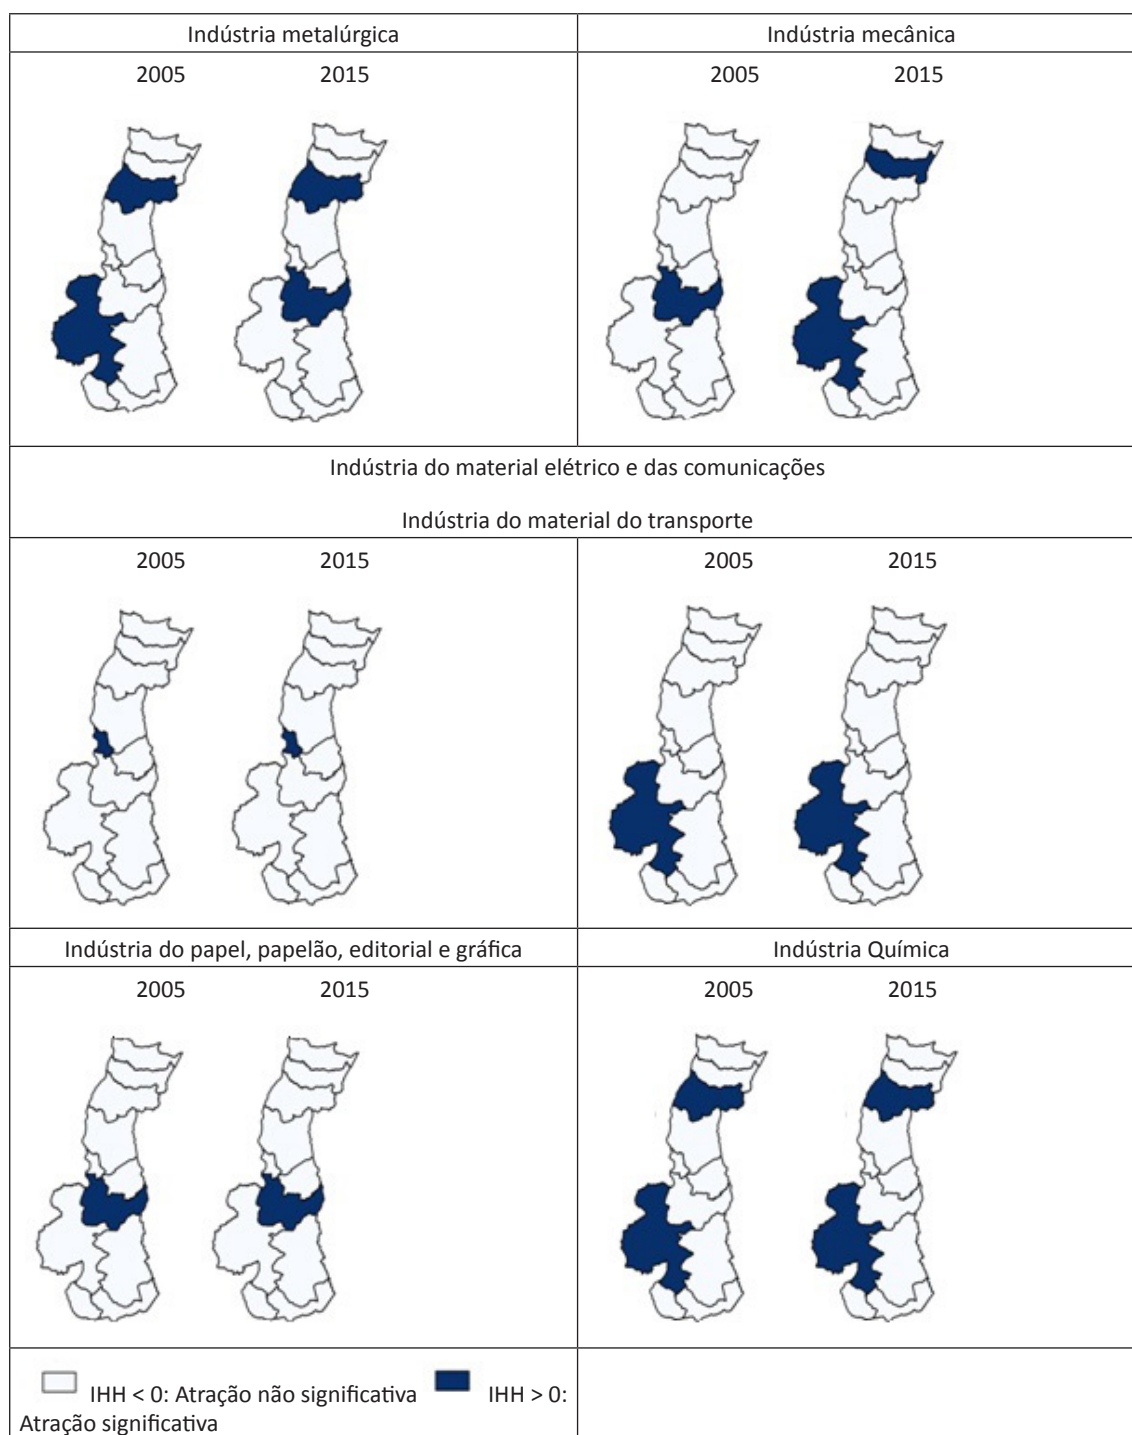 Indústria metalúrgica
Indústria mecânica
2005 2015
2005 2015
Indústria do material elétrico e das comunicações
Indústria do material do transporte
2005 2015
2005 2015
Indústria do papel, papelão, editorial e gráfica
Indústria Química
2005 2015
2005 2015
IHH < 0: Atração não significativa IHH > 0:
Atração significativa